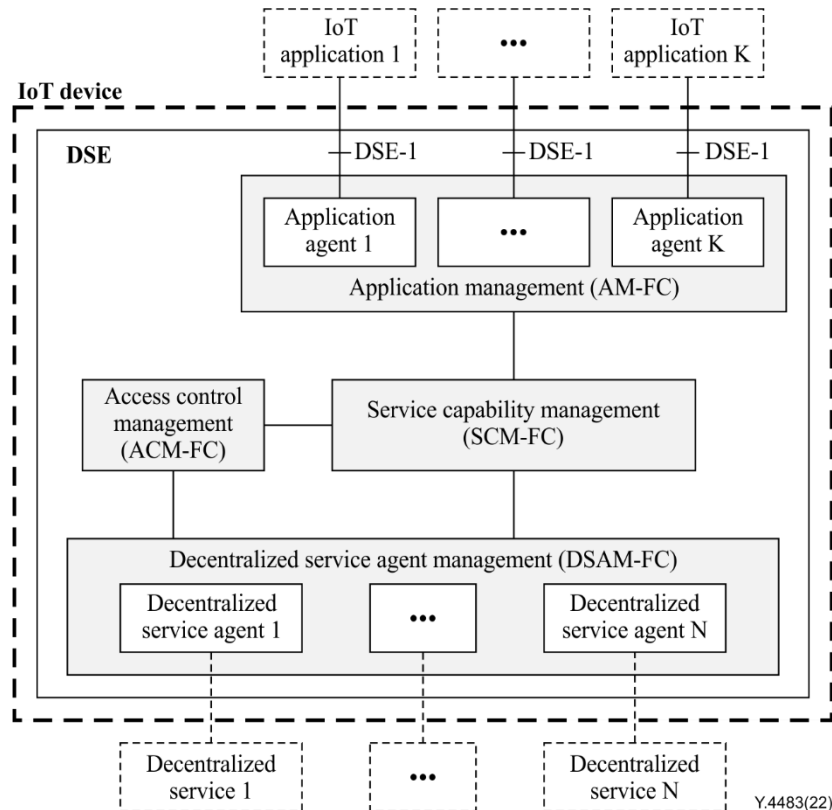 IoT
application 1
•••
IoT
application K
IoT device
DSE
DSE-1
DSE-1
DSE-1
Application
agent 1
•••
Application
agent K
Application management (AM-FC)
Access control
management
(ACM-FC)
Service capability management
(SCM-FC)
Decentralized service agent management (DSAM-FC)
Decentralized
service agent 1
•••
Decentralized
service agent N
Decentralized
service 1
•••
Decentralized
service N
Y.4483(22)